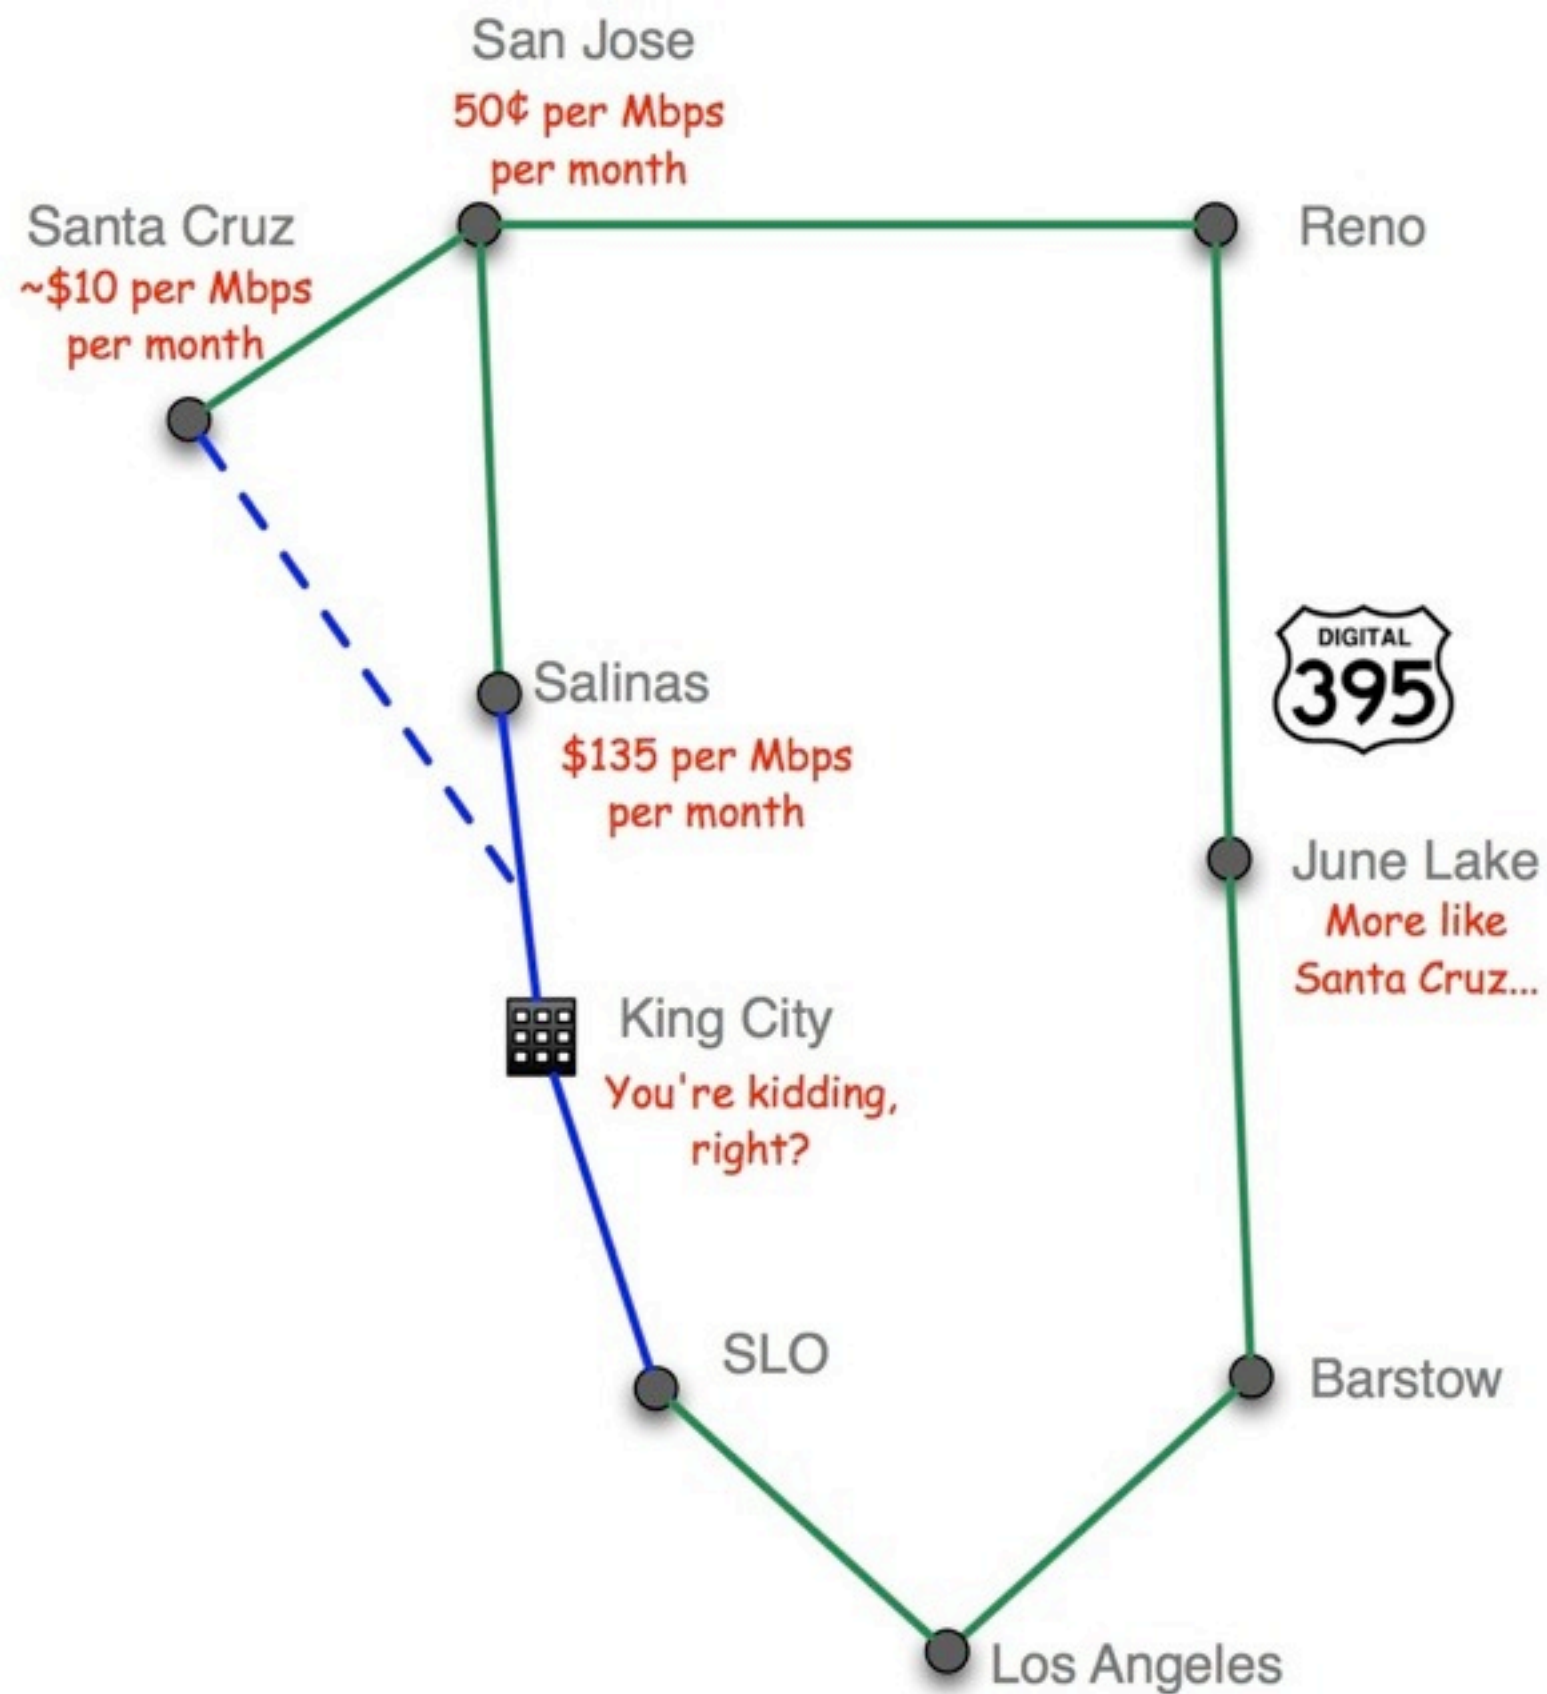 San Jose
50¢ per Mbps
per month
Santa Cruz
~$10 per Mbps
per month
Reno
Salinas
$135 per Mbps
per month
DIGITAL
395
June Lake
More like
Santa Cruz...
King City
You're kidding,
right?
SLO
Barstow
Los Angeles